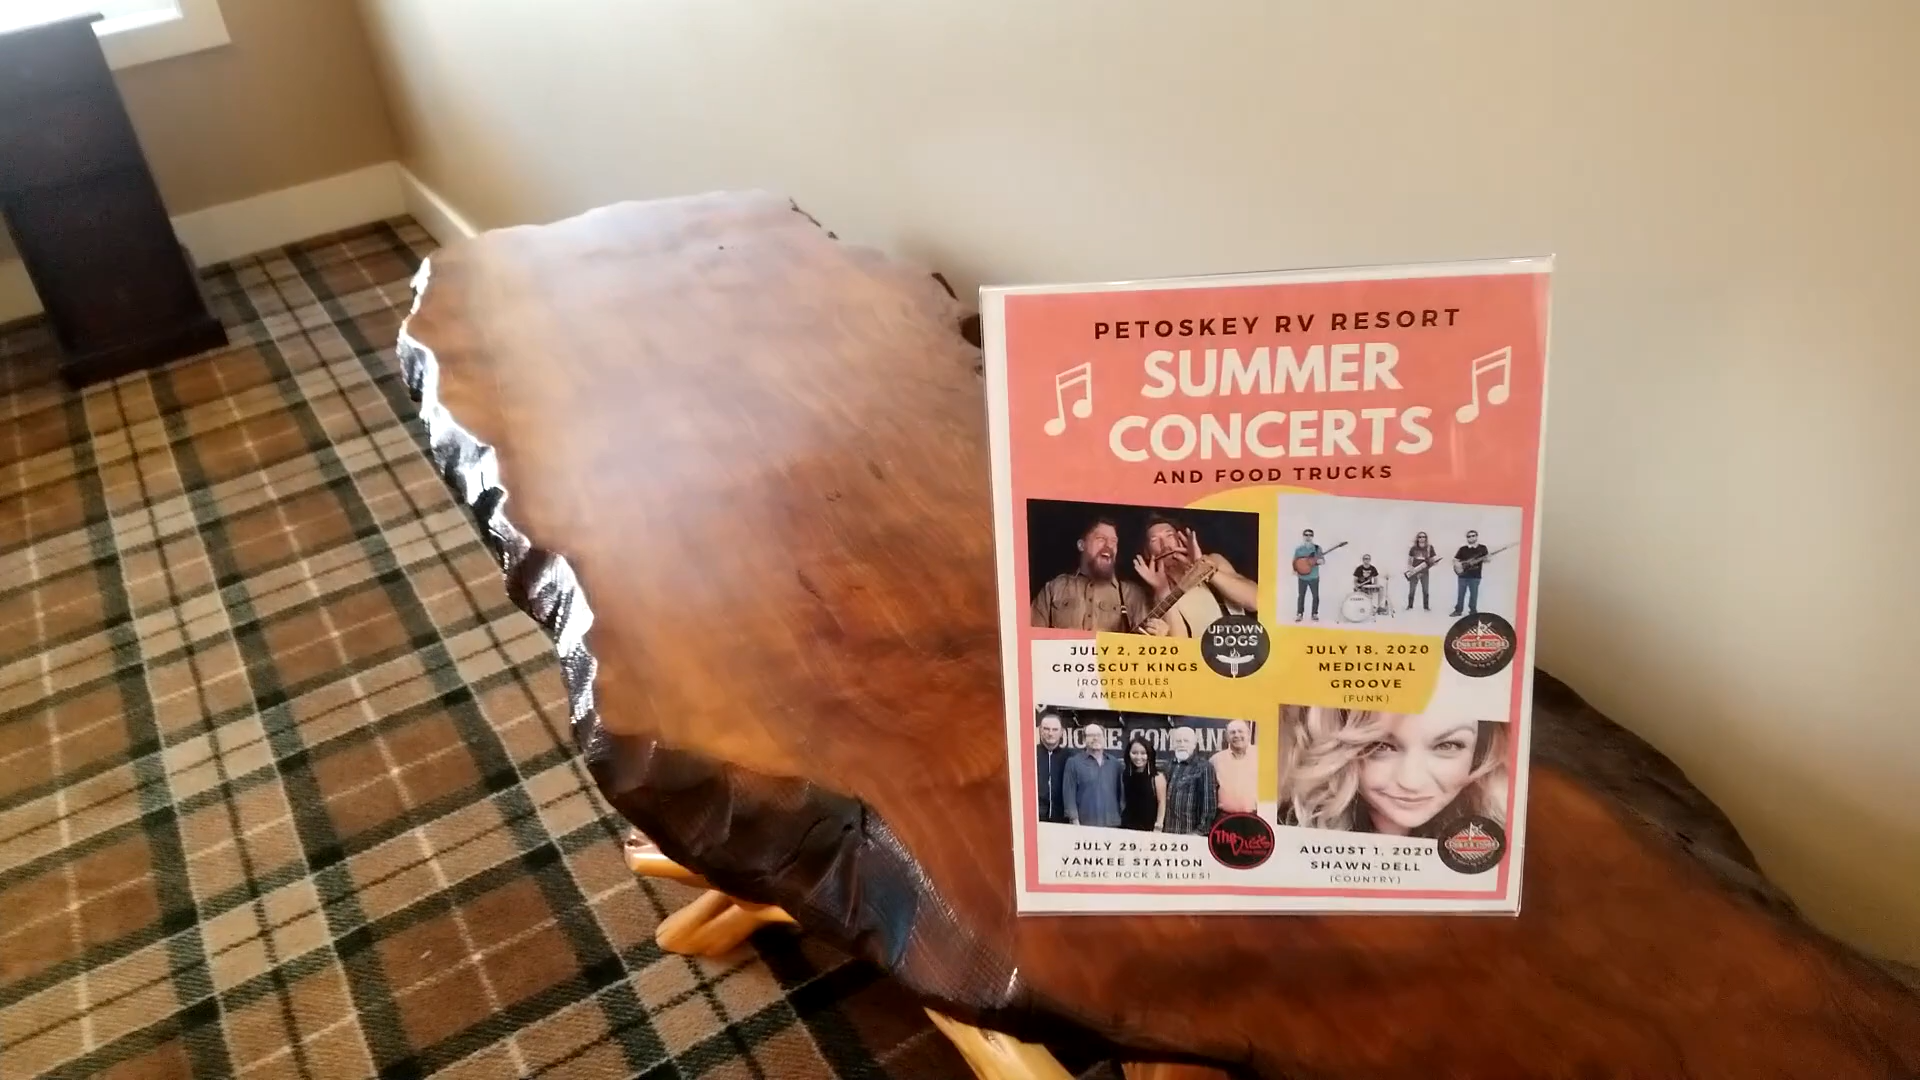 PETOSKEY RV RESORT
SUMMER
CONCERTS
AND FOOD TRUCKS
UPTOWN
DOGS
JULY 2, 2020
CROSSCUT KINGS
(ROOTS BULES
& AMERICANA)
JULY 18, 2020
MEDICINAL
GROOVE
(FUNK)
COMPAN
The
JULY 29, 2020
YANKEE STATION
(CLASSIC ROCK & BLUES)
AUGUST 1, 2020
SHAWN-DELL
(COUNTRY)